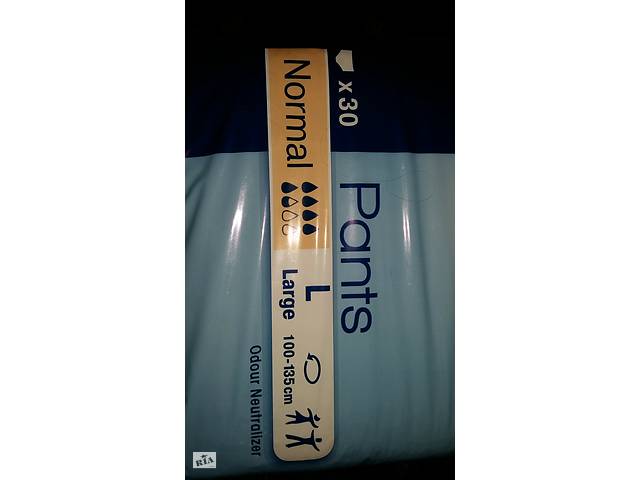 x 30
Pants
Normal
L
Large 100-135cm
Odour Neutralizer
RIA